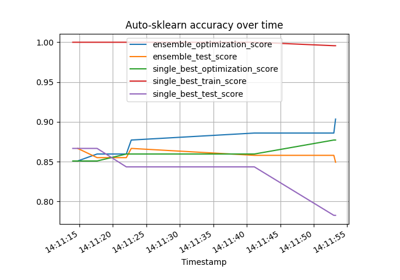 Auto-sklearn accuracy over time
1.00
0.95
0.90
0.85
0.80
ensemble_optimization_score
ensemble_test_score
single_best_optimization_score
single_best_train_score
single_best_test_score
14:11:15
14:11:20
14:11:25
14:11:30
14:11:35
14:11:40
14:11:45
14:11:50
14:11:55
Timestamp